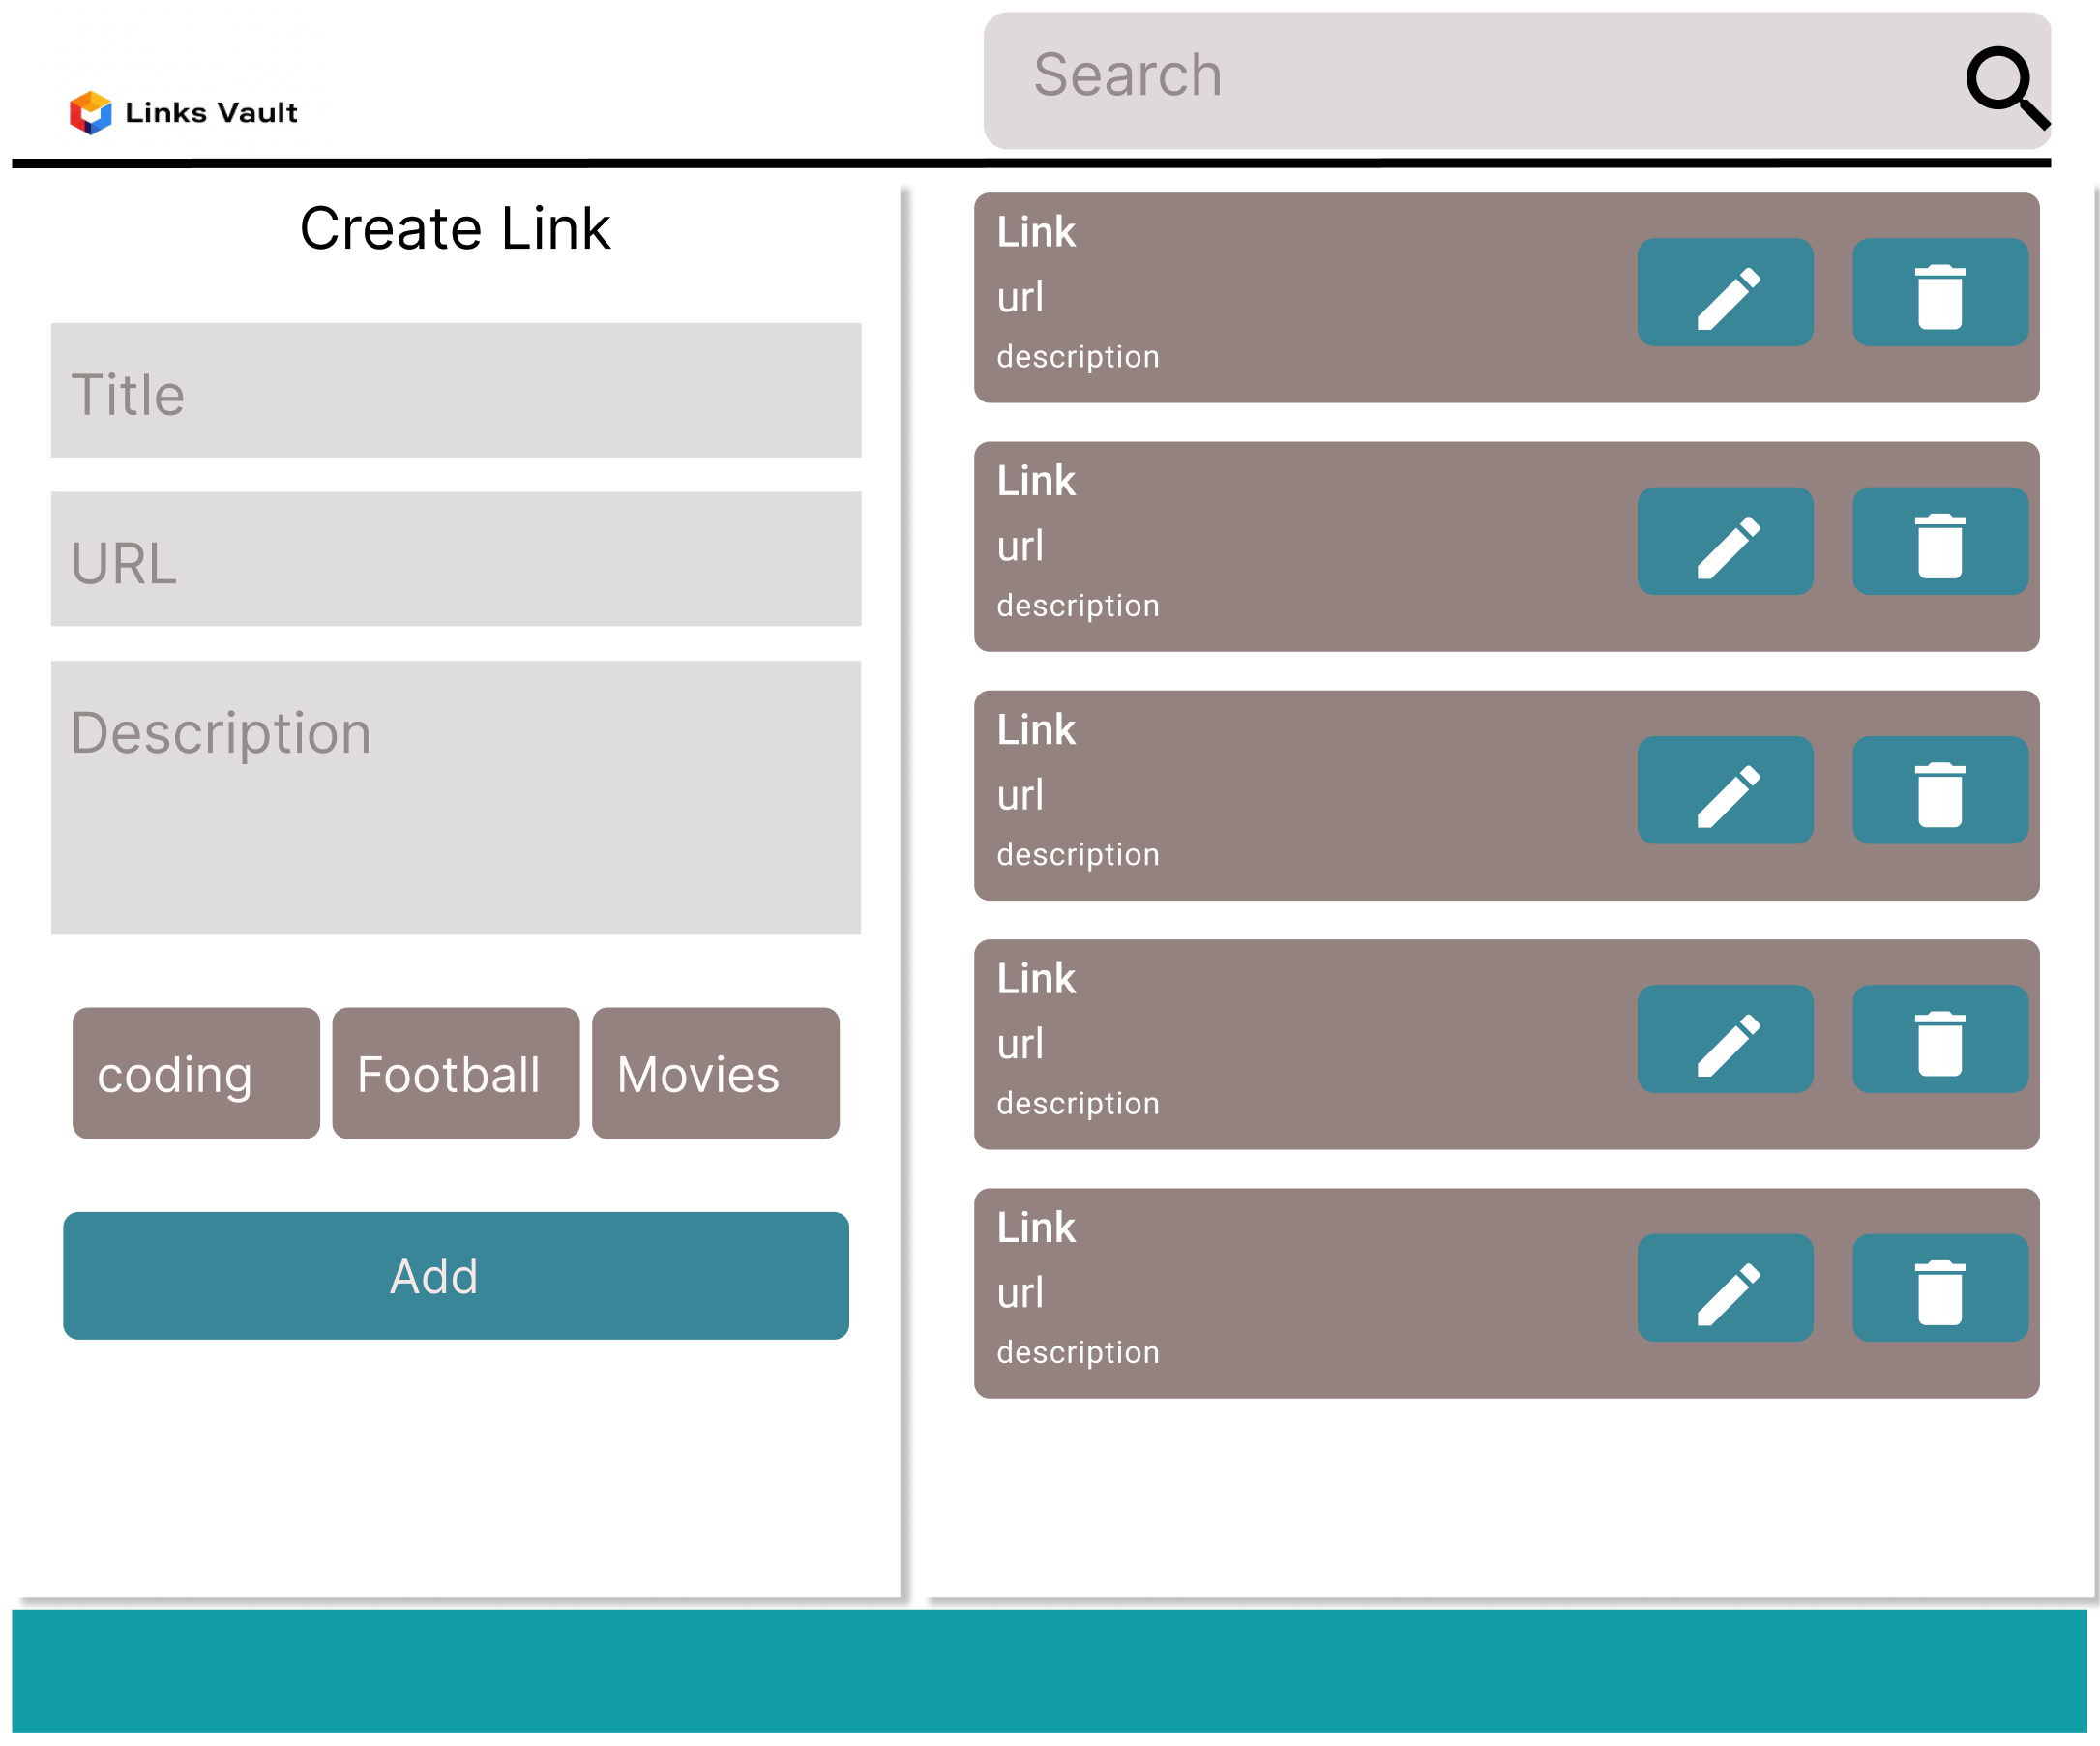 Links Vault
Search
Create Link
Title
URL
Description
coding
Football
Movies
Add
Link
url
description
Link
url
description
Link
url
description
Link
url
description
Link
url
description